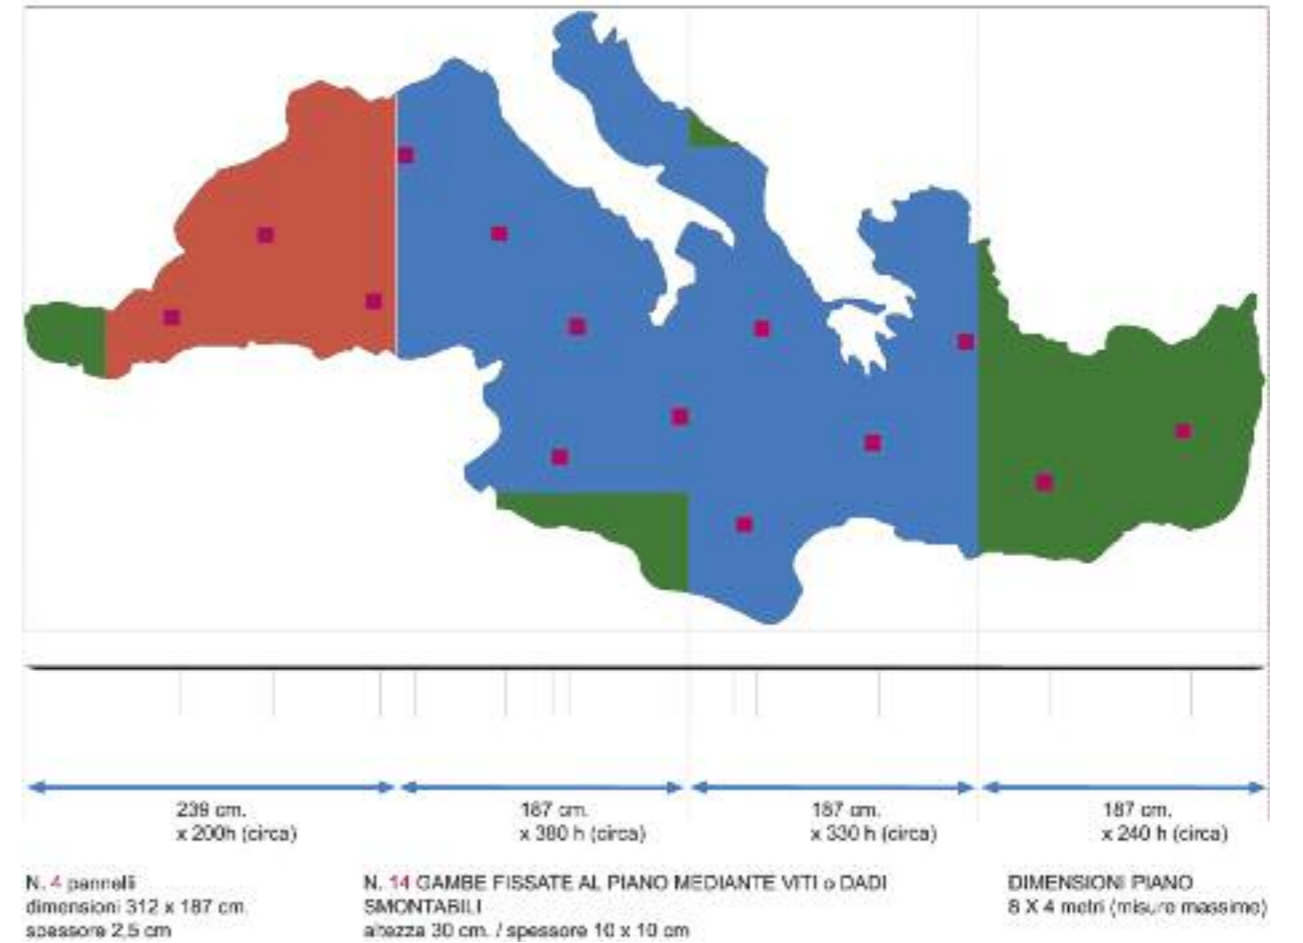 239 cm.
x 200h (circa)
187 cm.
x 380 h (circa)
187 cm.
x 330 h (circa)
187 cm.
x 240 h (circa)
N. 4 pannelli
dimensioni 312 x 187 cm.
spessore 2,5 cm
N. 14 GAMBE FISSATE AL PIANO MEDIANTE VITI o DADI
SMONTABILI
altezza 30 cm. / spessore 10 x 10 cm
DIMENSIONI PIANO
8 X 4 metri (misure massime)